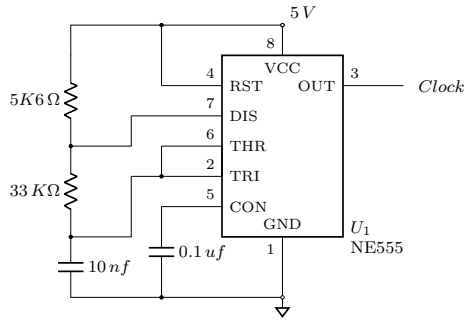 5 V
8
VCC
4
RST
OUT
3
Clock
5K6 Ω
7
DIS
6
THR
2
TRI
33 KΩ
5
CON
GND
U1
NE555
1
0.1 uf
10 nf